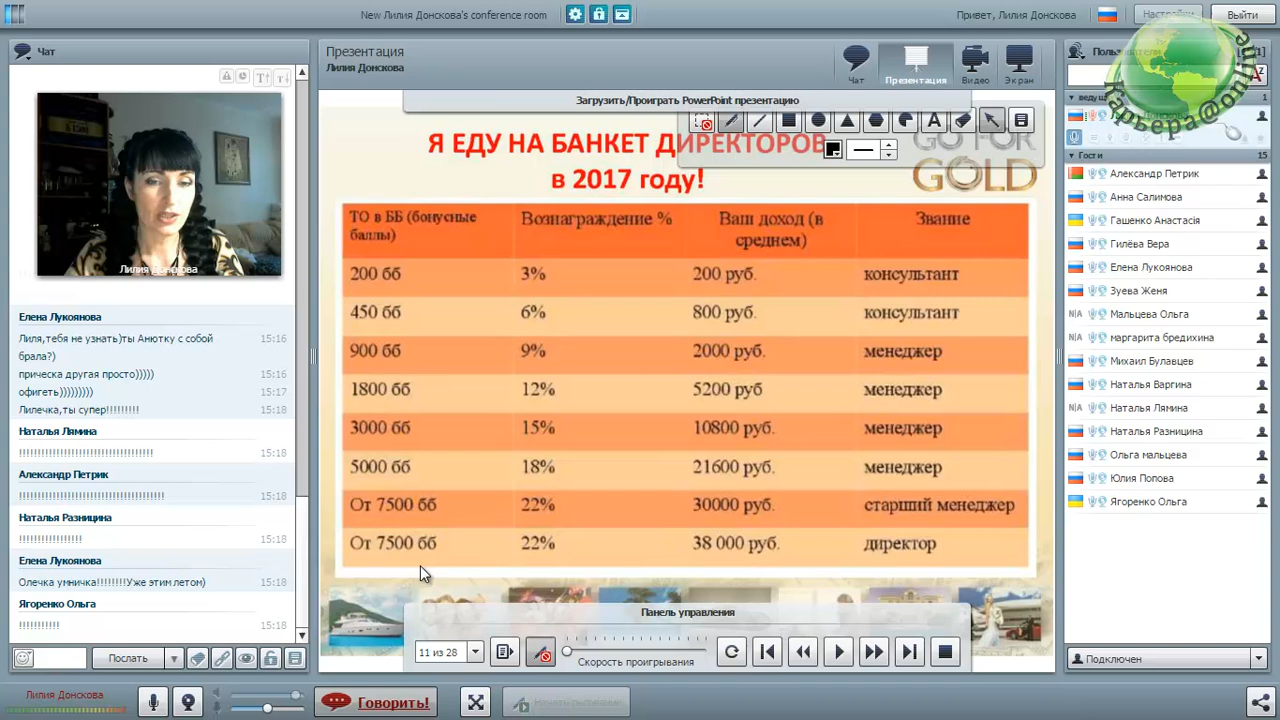 New Лилия Донскова's conference room
Привет, Лилия Донскова
Настройки
Выйти
Чат
Лилия Донскова
Елена Лукоянова
Лиля,тебя не узнать)ты Анютку с собой 15:16
брала?)
прическа другая просто))))) 15:16
офигеть))))))))) 15:17
Лилечка,ты супер!!!!!!!!! 15:18
Наталья Лямина
!!!!!!!!!!!!!!!!!!!!!!!!!!!!!!!!!!! 15:18
Александр Петрик
!!!!!!!!!!!!!!!!!!!!!!!!!!!!!!!!!!!!!! 15:18
Наталья Разницина
!!!!!!!!!!!!!!!!! 15:18
Елена Лукоянова
Олечка умничка!!!!!!!!Уже этим летом) 15:18
Ягоренко Ольга
!!!!!!!!!!! 15:18
Послать
Презентация
Лилия Донскова
Чат
Презентация
Видео
Экран
Загрузить/Проиграть PowerPoint презентацию
Я ЕДУ НА БАНКЕТ ДИРЕКТОРОВ
в 2017 году!
GO FOR
GOLD
ТО в ББ (бонусные баллы) Вознаграждение % Ваш доход (в среднем) Звание
200 бб 3% 200 руб. консультант
450 бб 6% 800 руб. консультант
900 бб 9% 2000 руб. менеджер
1800 бб 12% 5200 руб менеджер
3000 бб 15% 10800 руб. менеджер
5000 бб 18% 21600 руб. менеджер
От 7500 бб 22% 30000 руб. старший менеджер
От 7500 бб 22% 38 000 руб. директор
Панель управления
11 из 28
Скорость проигрывания
карьера@online
Гости 15
Александр Петрик
Анна Салимова
Гашенко Анастасія
Гилёва Вера
Елена Лукоянова
Зуева Женя
N/A Мальцева Ольга
N/A маргарита бредихина
Михаил Булавцев
Наталья Варгина
N/A Наталья Лямина
Наталья Разницина
Ольга мальцева
Юлия Попова
Ягоренко Ольга
Подключен
Лилия Донскова
Говорить!